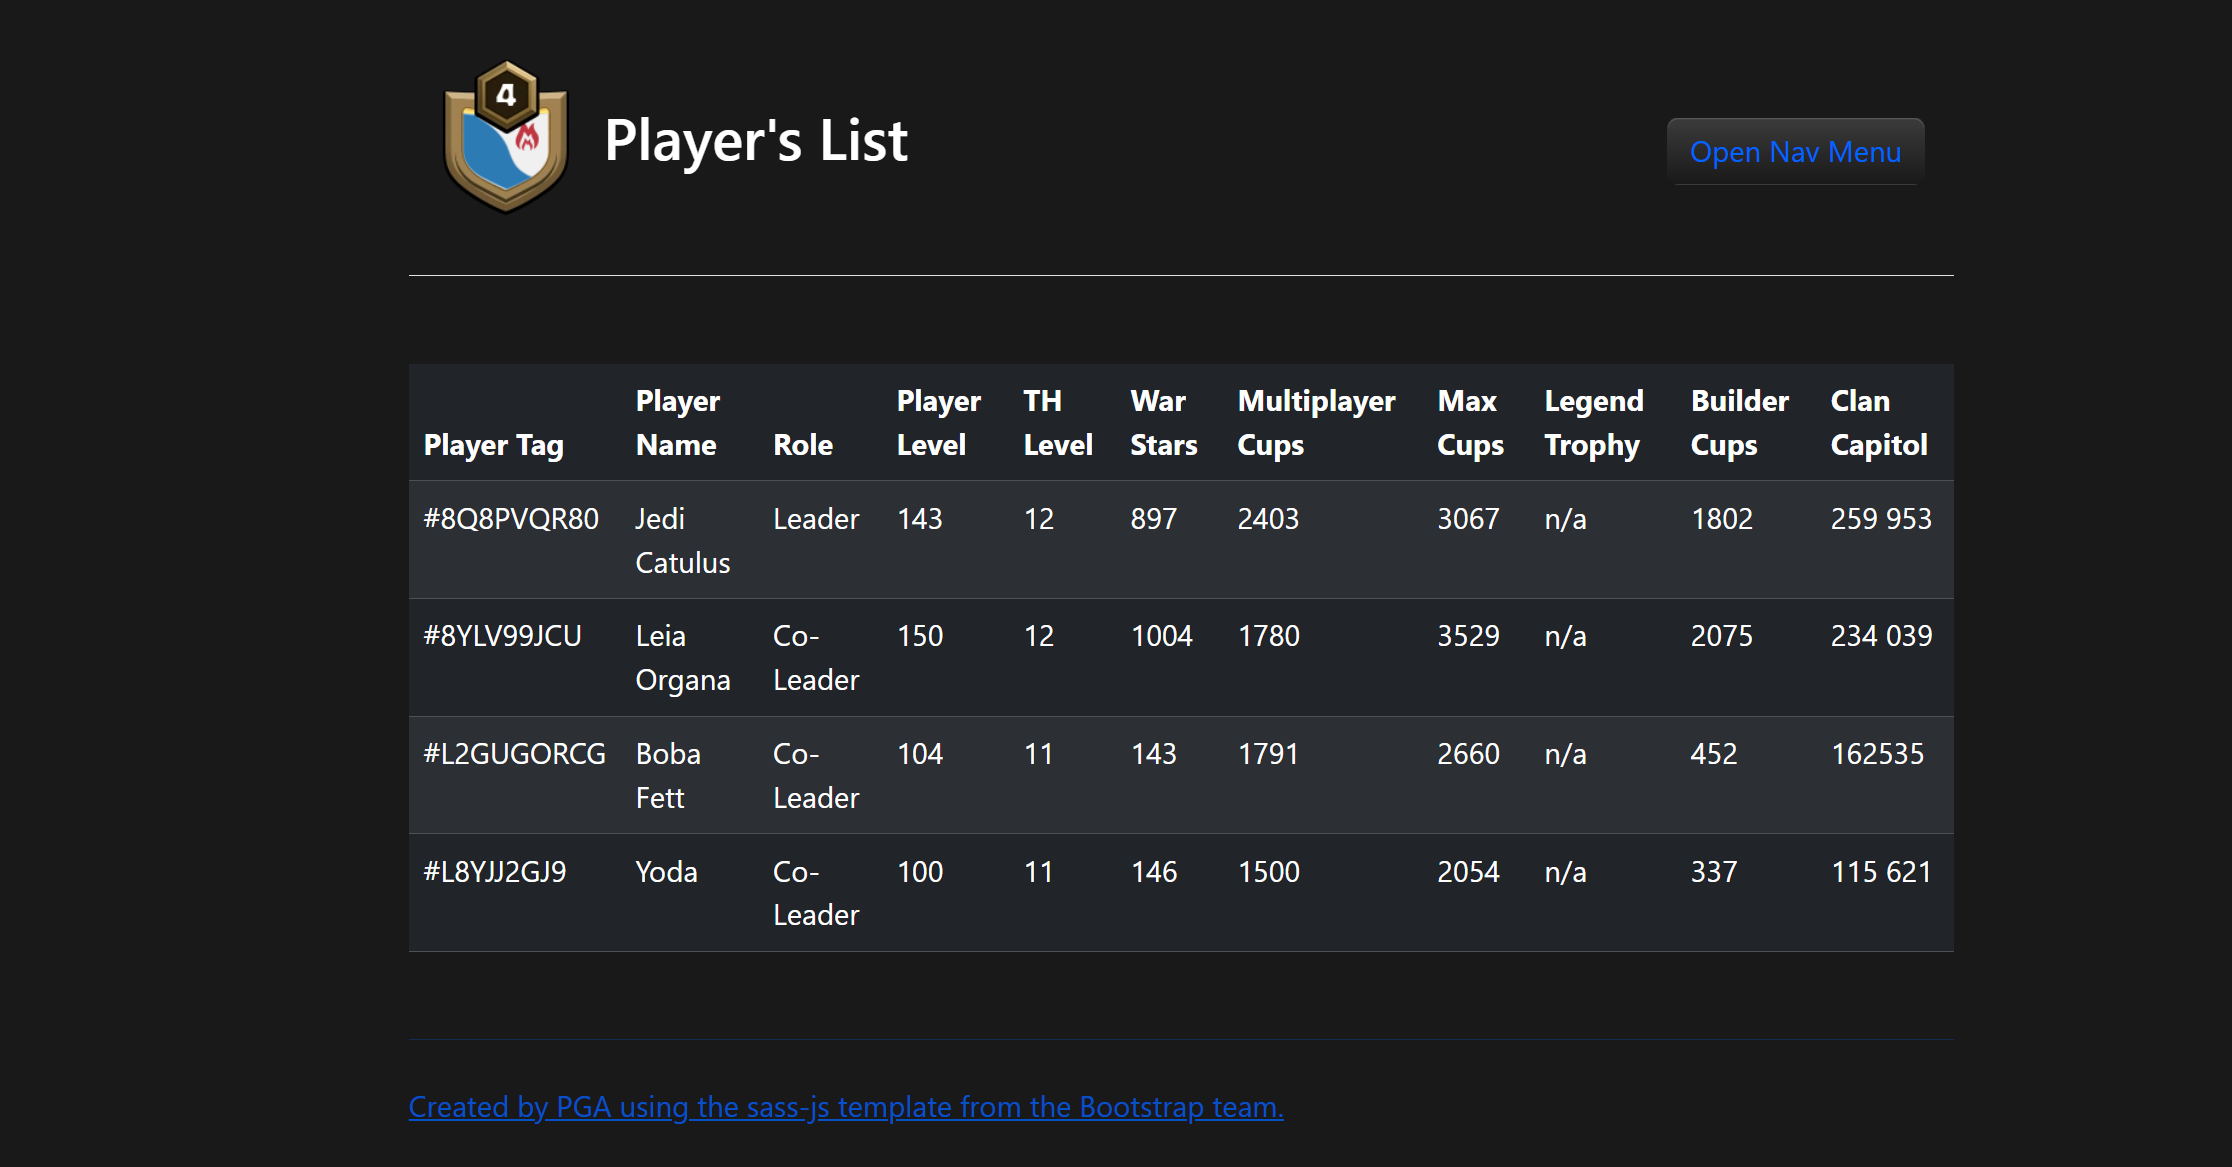 4
Player's List
Open Nav Menu
Player Tag Player Name Role Player Level TH Level War Stars Multiplayer Cups Max Cups Legend Trophy Builder Cups Clan Capitol
#8Q8PVQR80 Jedi Catulus Leader 143 12 897 2403 3067 n/a 1802 259 953
#8YLV99JCU Leia Organa Co-Leader 150 12 1004 1780 3529 n/a 2075 234 039
#L2GUGORCG Boba Fett Co-Leader 104 11 143 1791 2660 n/a 452 162535
#L8YJJ2GJ9 Yoda Co-Leader 100 11 146 1500 2054 n/a 337 115 621
Created by PGA using the sass-js template from the Bootstrap team.